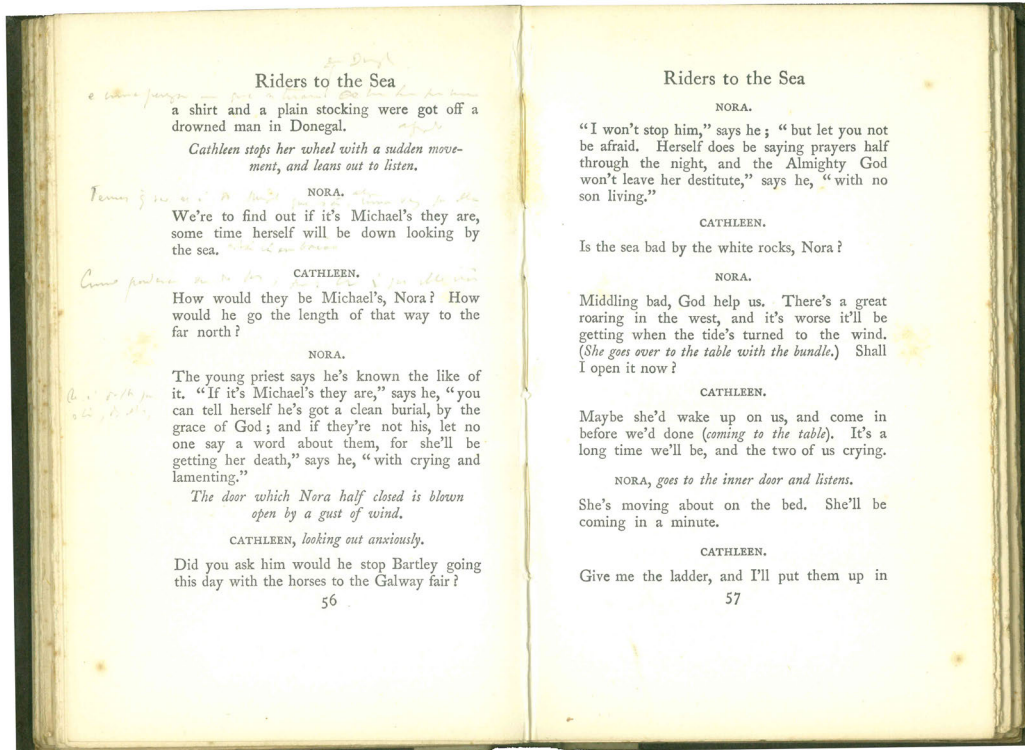 Riders to the Sea
a shirt and a plain stocking were got off a
drowned man in Donegal.
Cathleen stops her wheel with a sudden move-
ment, and leans out to listen.
NORA.
We're to find out if it's Michael's they are,
some time herself will be down looking by
the sea.
CATHLEEN.
How would they be Michael's, Nora? How
would he go the length of that way to the
far north?
NORA.
The young priest says he's known the like of
it. "If it's Michael's they are," says he, "you
can tell herself he's got a clean burial, by the
grace of God; and if they're not his, let no
one say a word about them, for she'll be
getting her death," says he, "with crying and
lamenting."
The door which Nora half closed is blown
open by a gust of wind.
CATHLEEN, looking out anxiously.
Did you ask him would he stop Bartley going
this day with the horses to the Galway fair?
56
Riders to the Sea
NORA.
"I won't stop him," says he; "but let you not
be afraid. Herself does be saying prayers half
through the night, and the Almighty God
won't leave her destitute," says he, "with no
son living."
CATHLEEN.
Is the sea bad by the white rocks, Nora?
NORA.
Middling bad, God help us. There's a great
roaring in the west, and it's worse it'll be
getting when the tide's turned to the wind.
(She goes over to the table with the bundle.) Shall
I open it now?
CATHLEEN.
Maybe she'd wake up on us, and come in
before we'd done (coming to the table). It's a
long time we'll be, and the two of us crying.
NORA, goes to the inner door and listens.
She's moving about on the bed. She'll be
coming in a minute.
CATHLEEN.
Give me the ladder, and I'll put them up in
57